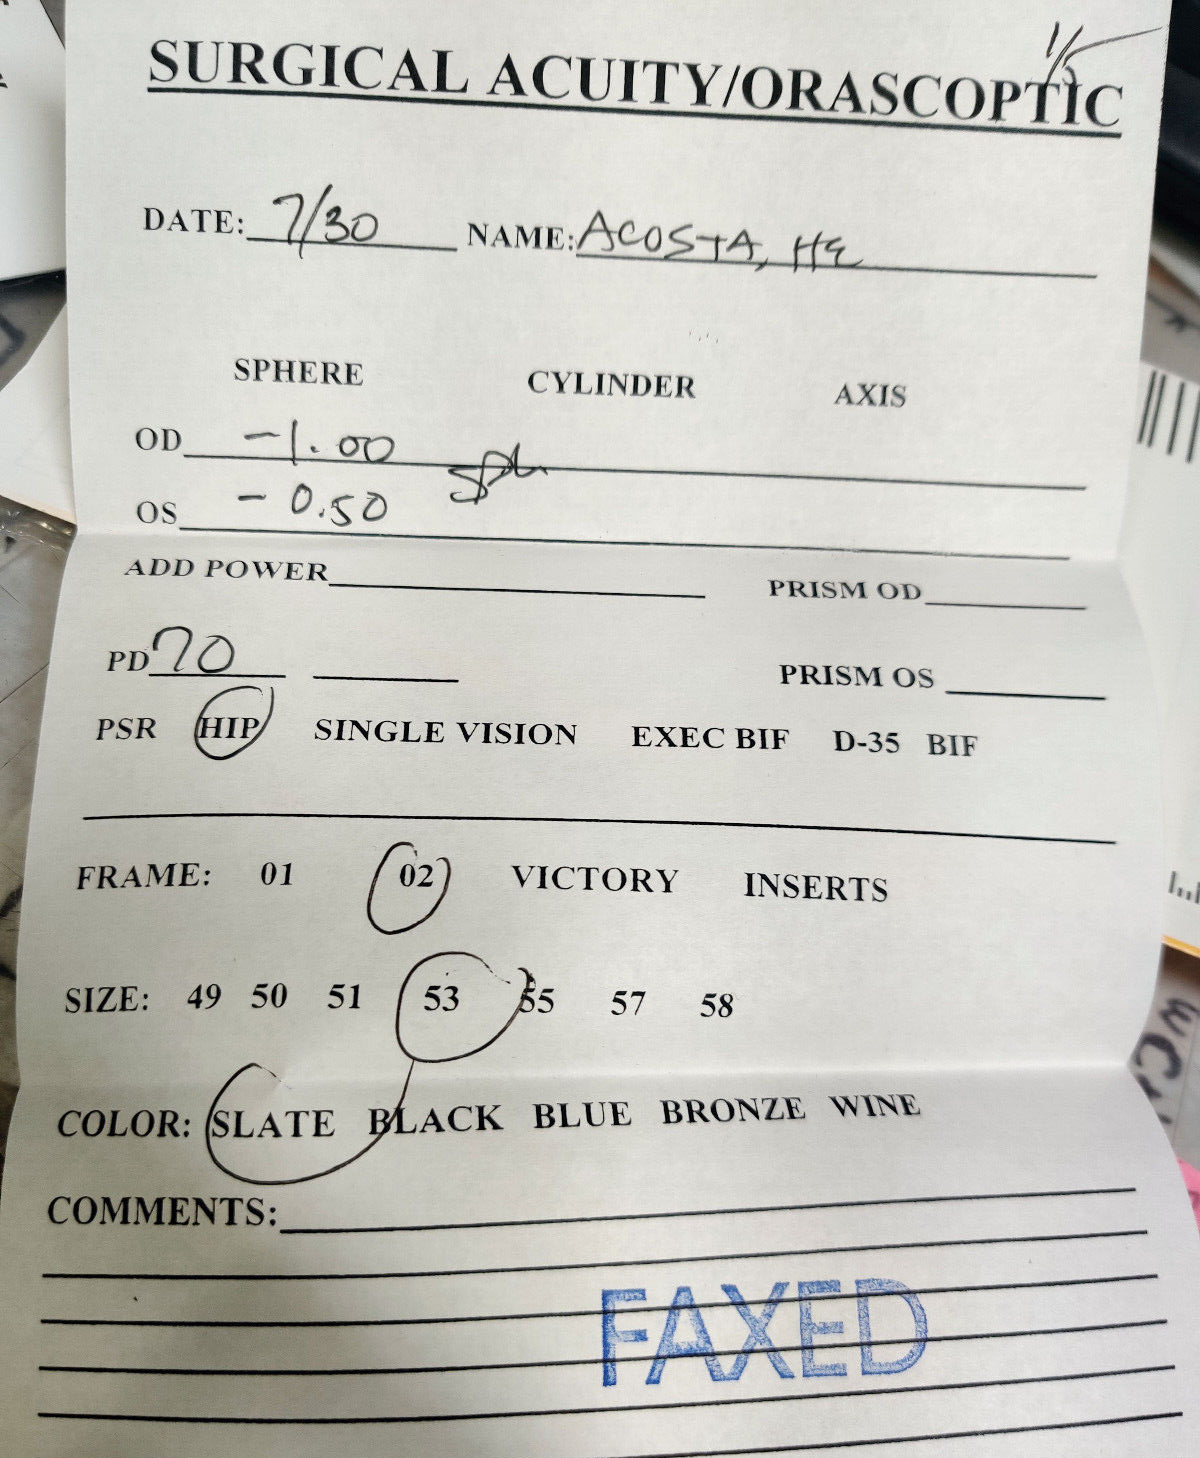 1/5
SURGICAL ACUITY/ORASCOPTIC
DATE: 7/30 NAME: ACOSTA,
SPHERE CYLINDER AXIS
OD -1.00 sph
OS - 0.50
ADD POWER PRISM OD
PD 70 PRISM OS
PSR HIP SINGLE VISION EXEC BIF D-35 BIF
FRAME: 01 02 VICTORY INSERTS
SIZE: 49 50 51 53 55 57 58
COLOR: SLATE BLACK BLUE BRONZE WINE
COMMENTS:
FAXED